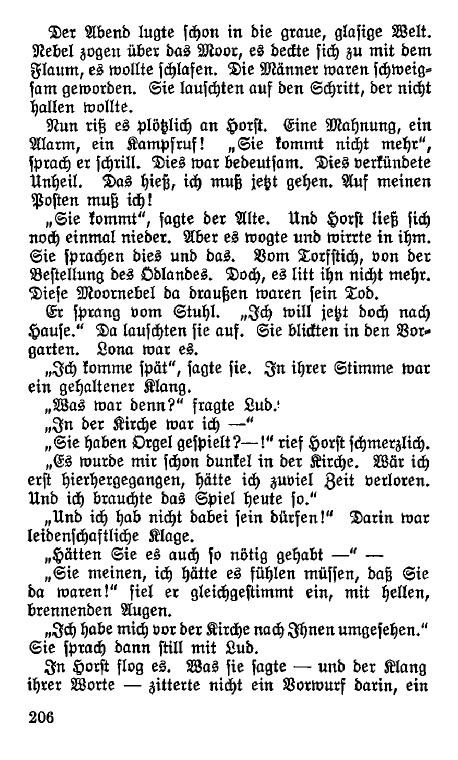 Der Abend lugte schon in die graue, glasige Welt.
Nebel zogen über das Moor, es deckte sich zu mit dem
Flaum, es wollte schlafen. Die Männer waren schweig-
sam geworden. Sie lauschten auf den Schritt, der nicht
hallen wollte.
Nun riß es plötzlich an Horst. Eine Mahnung, ein
Alarm, ein Kampfruf! „Sie kommt nicht mehr“,
sprach er schrill. Dies war bedeutsam. Dies verkündete
Unheil. Das hieß, ich muß jetzt gehen. Auf meinen
Posten muß ich!
„Sie kommt“, sagte der Alte. Und Horst ließ sich
noch einmal nieder. Aber es wogte und wirrte in ihm.
Sie sprachen dies und das. Vom Torfstich, von der
Bestellung des Ödlandes. Doch, es litt ihn nicht mehr.
Diese Moornebel da draußen waren sein Tod.
Er sprang vom Stuhl. „Ich will jetzt doch nach
Hause.“ Da lauschten sie auf. Sie blickten in den Vor-
garten. Lona war es.
„Ich komme spät“, sagte sie. In ihrer Stimme war
ein gehaltener Klang.
„Was war denn?“ fragte Lud.
„In der Kirche war ich —“
„Sie haben Orgel gespielt?—!“ rief Horst schmerzlich.
„Es wurde mir schon dunkel in der Kirche. Wär ich
erst hierhergegangen, hätte ich zuviel Zeit verloren.
Und ich brauchte das Spiel heute so.“
„Und ich hab nicht dabei sein dürfen!“ Darin war
leidenschaftliche Klage.
„Hätten Sie es auch so nötig gehabt —“ —
„Sie meinen, ich hätte es fühlen müssen, daß Sie
da waren!“ fiel er gleichgestimmt ein, mit hellen,
brennenden Augen.
„Ich habe mich vor der Kirche nach Ihnen umgesehen.“
Sie sprach dann still mit Lud.
In Horst flog es. Was sie sagte — und der Klang
ihrer Worte — zitterte nicht ein Vorwurf darin, ein
206